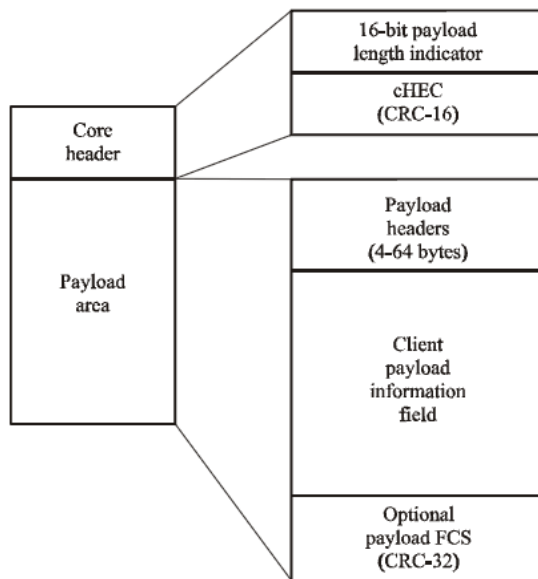 Core
header
Payload
area
16-bit payload
length indicator
cHEC
(CRC-16)
Payload
headers
(4-64 bytes)
Client
payload
information
field
Optional
payload FCS
(CRC-32)